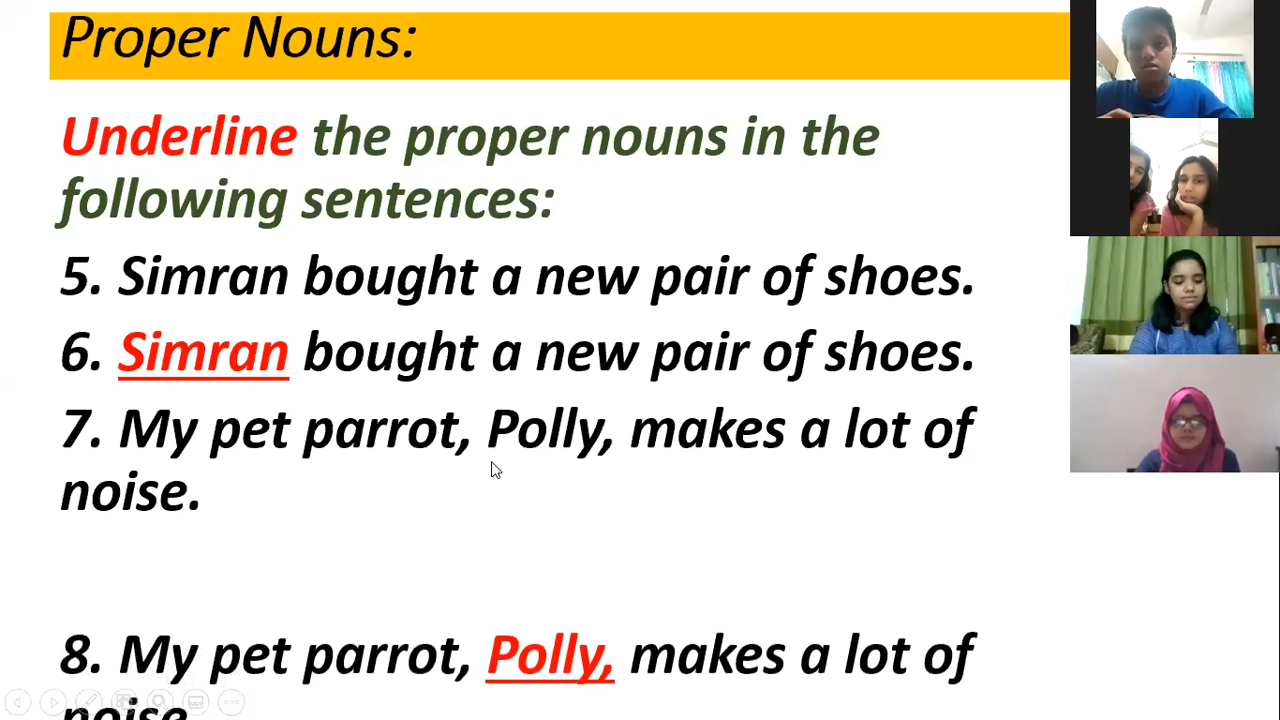 Proper Nouns:
Underline the proper nouns in the
following sentences:
5. Simran bought a new pair of shoes.
6. Simran bought a new pair of shoes.
7. My pet parrot, Polly, makes a lot of
noise.
8. My pet parrot, Polly, makes a lot of
noise